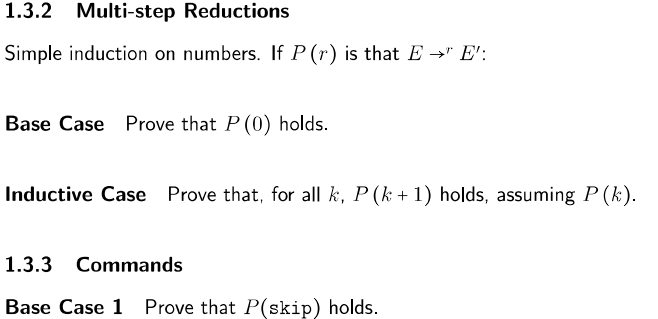 1.3.2 Multi-step Reductions
Simple induction on numbers. If P (r) is that E →ʳ E′:
Base Case Prove that P (0) holds.
Inductive Case Prove that, for all k, P (k + 1) holds, assuming P (k).
1.3.3 Commands
Base Case 1 Prove that P(skip) holds.